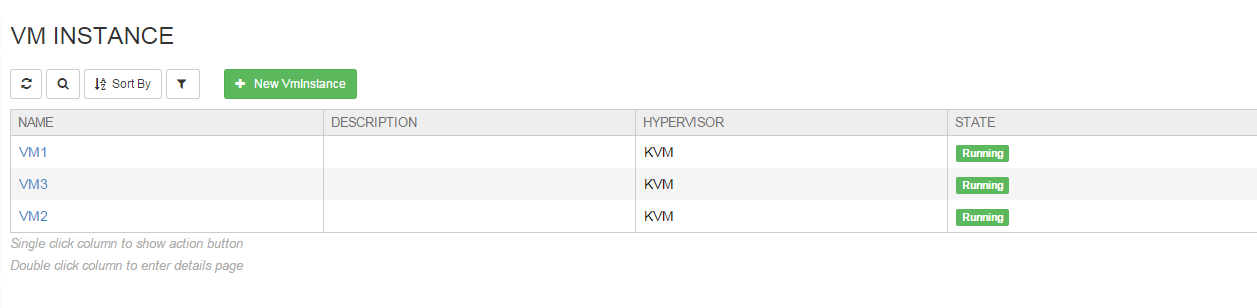 VM INSTANCE
Sort By New VmInstance
NAME DESCRIPTION HYPERVISOR STATE
VM1 KVM Running
VM3 KVM Running
VM2 KVM Running
Single click column to show action button
Double click column to enter details page